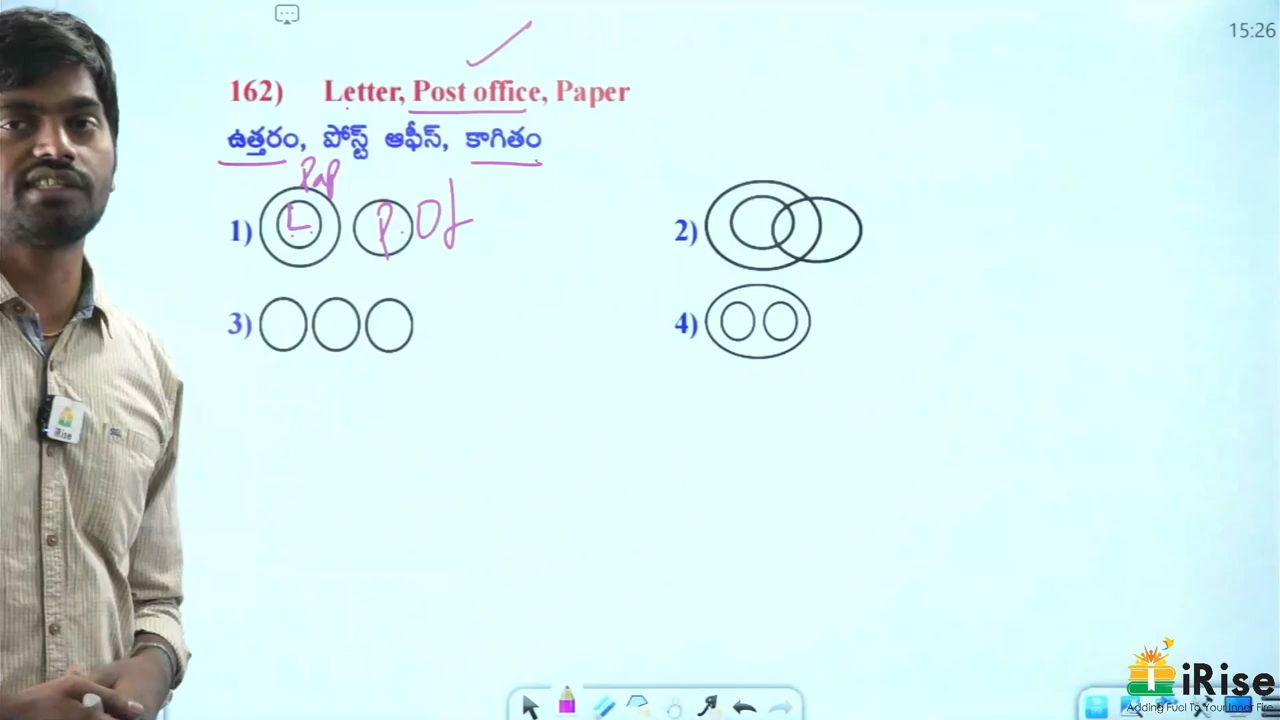 15:26
162) Letter, Post office, Paper
ఉత్తరం, పోస్ట్ ఆఫీస్, కాగితం
Pap
1) L P. Of
2)
3)
4)
iRise
iRise
Adding Fuel To Your Inner Fire